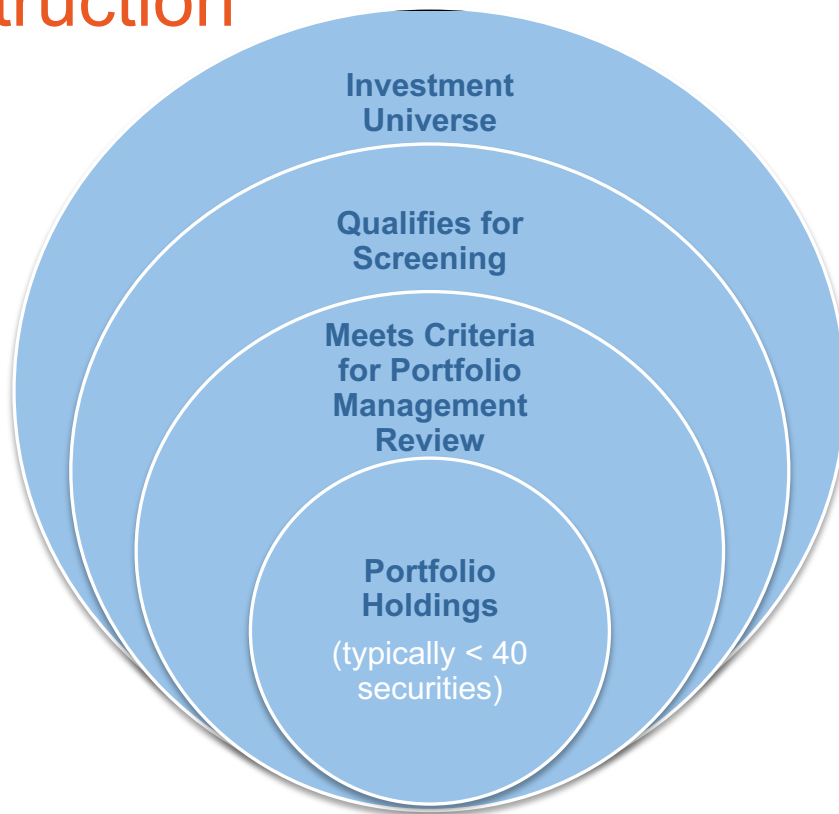 truction
Investment
Universe
Qualifies for
Screening
Meets Criteria
for Portfolio
Management
Review
Portfolio
Holdings
(typically < 40
securities)